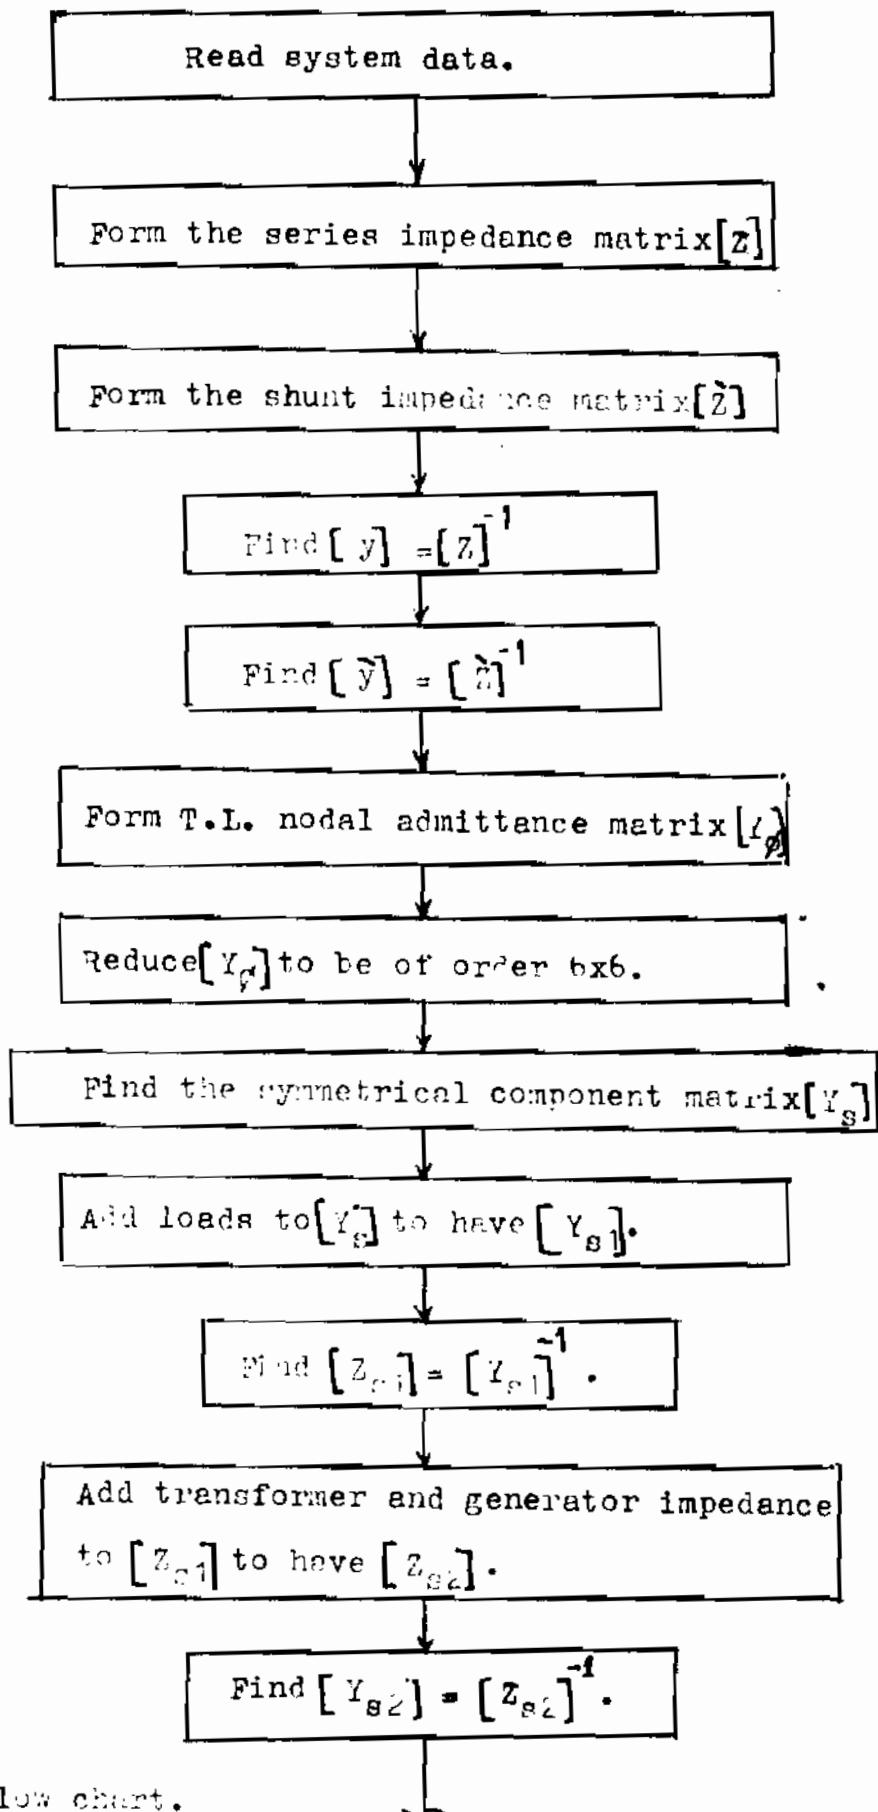 Read system data.
Form the series impedance matrix[Z]
Form the shunt impedance matrix[Z̀]
Find[ y] =[Z]⁻¹
Find[ ỳ] = [Z̀]⁻¹
Form T.L. nodal admittance matrix[Yø]
Reduce[Yø]to be of order 6x6.
Find the symmetrical component matrix[Yₛ]
Add loads to[Yₛ] to have [Yₛ₁].
Find [Zₛ₁]= [Yₛ₁]⁻¹ .
Add transformer and generator impedance
to [Zₛ₁] to have [Zₛ₂].
Find[ Yₛ₂] = [Zₛ₂]⁻¹.
low chart.